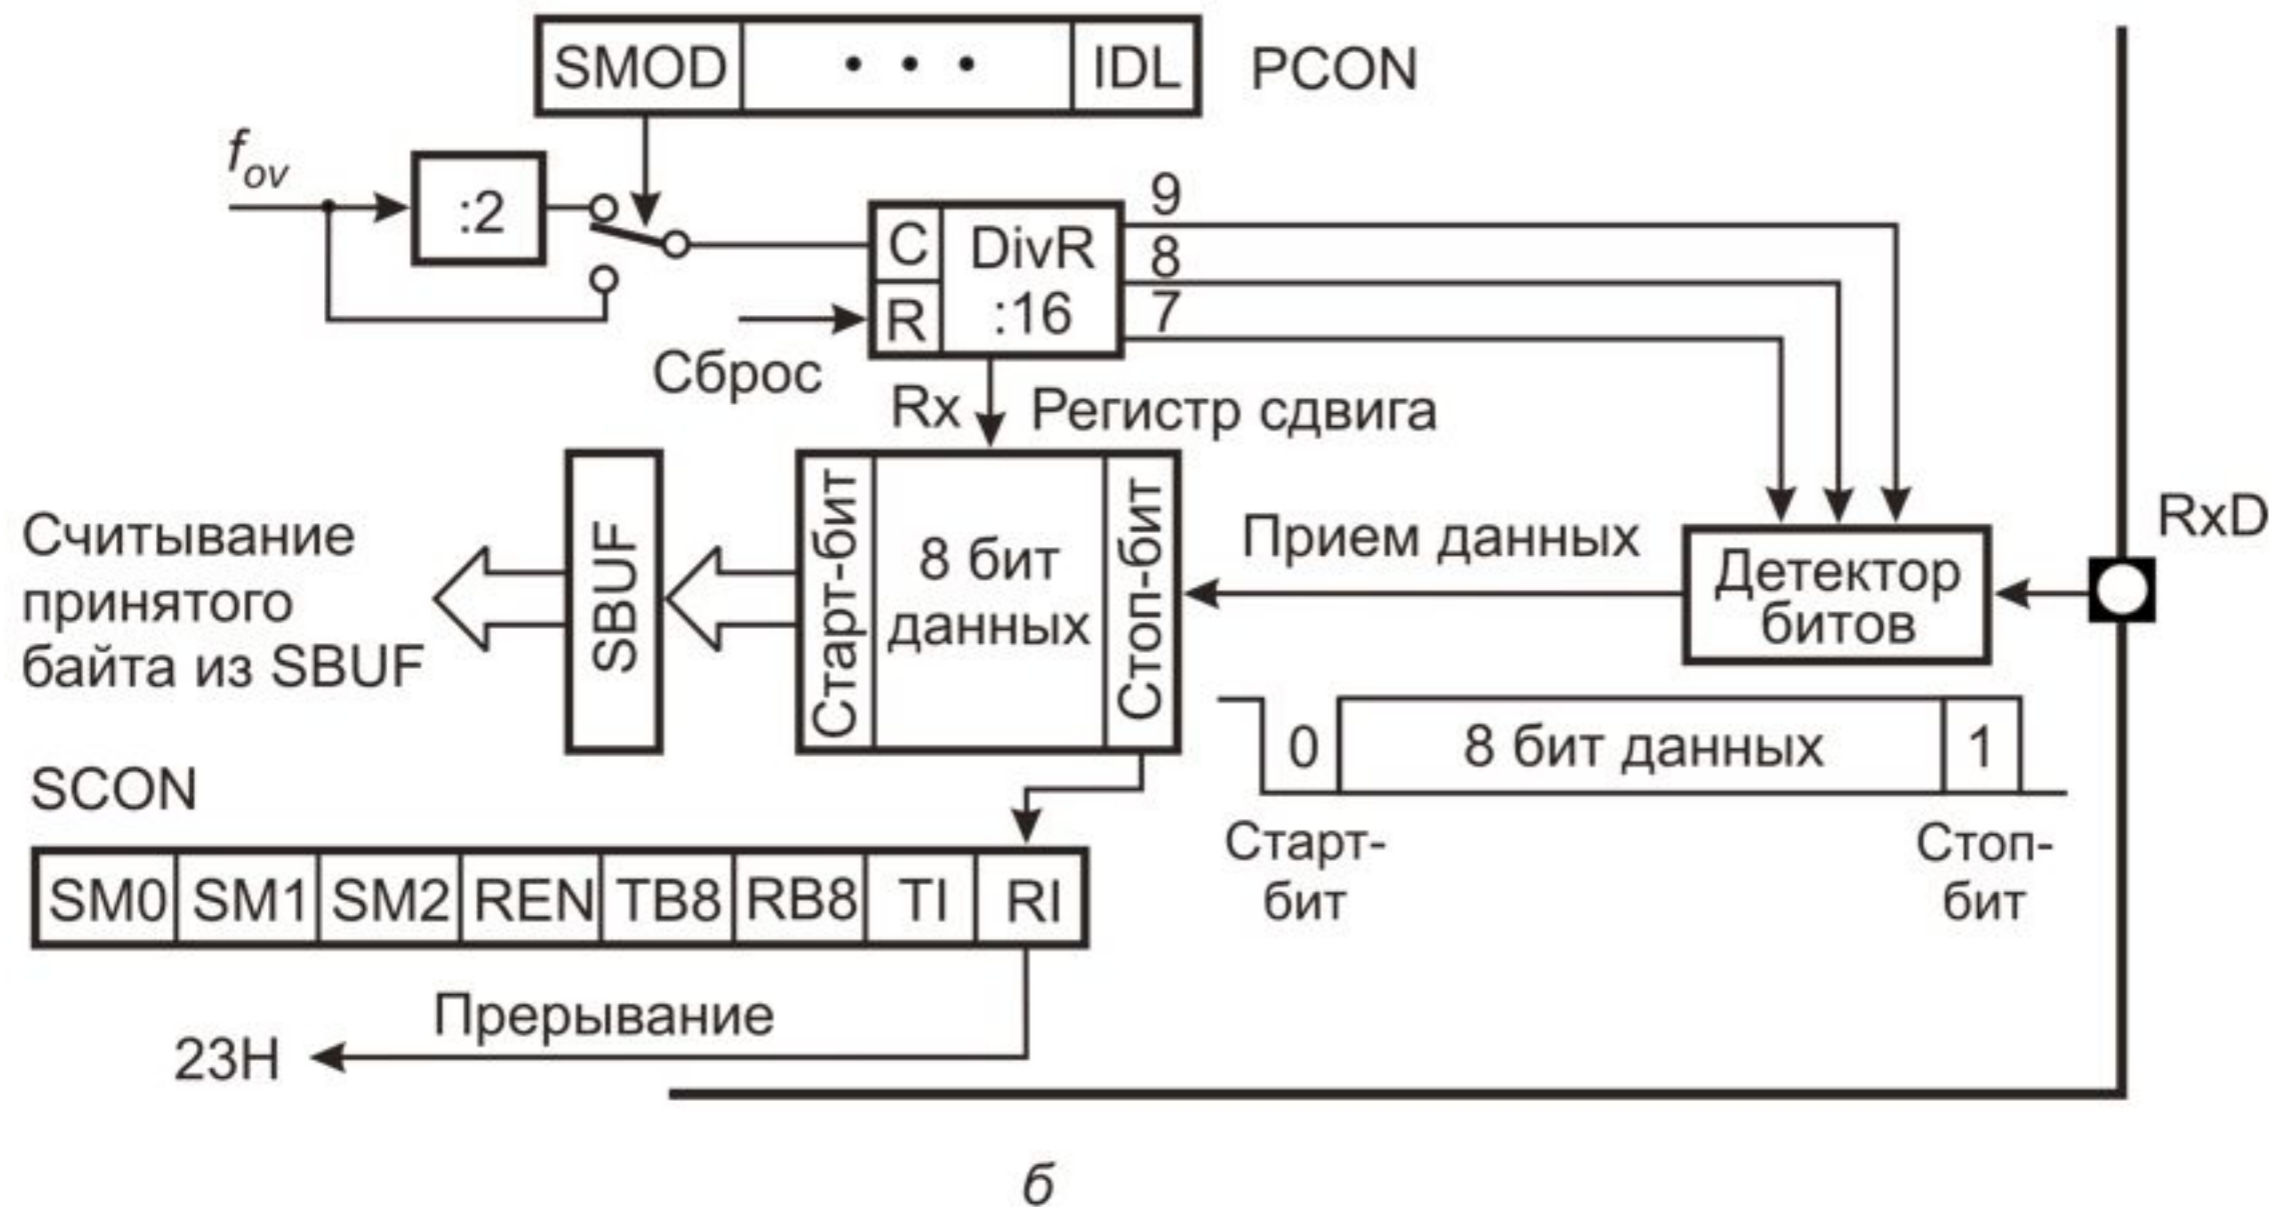 SMOD • • • IDL PCON
fov
:2
9
C DivR 8
R :16 7
Сброс
Rx Регистр сдвига
RxD
Считывание
принятого
байта из SBUF
SBUF
Старт-бит
8 бит
данных
Стоп-бит
Прием данных
Детектор
битов
0 8 бит данных 1
Старт-
бит
Стоп-
бит
SCON
SM0 SM1 SM2 REN TB8 RB8 TI RI
Прерывание
23H
б